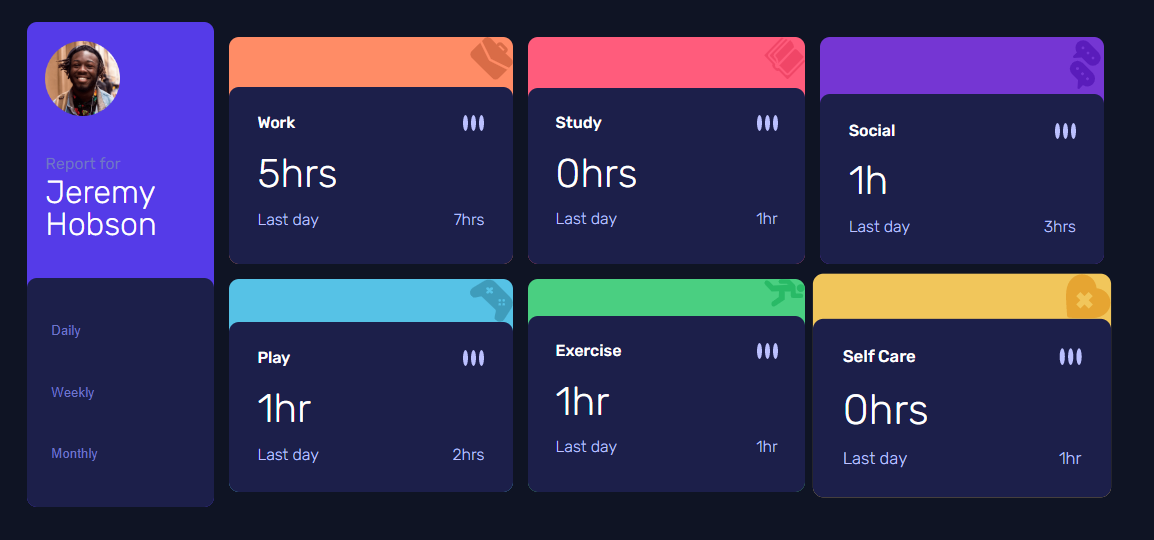 Report for
Jeremy
Hobson
Daily
Weekly
Monthly
Work
5hrs
Last day 7hrs
Study
0hrs
Last day 1hr
Social
1h
Last day 3hrs
Play
1hr
Last day 2hrs
Exercise
1hr
Last day 1hr
Self Care
0hrs
Last day 1hr